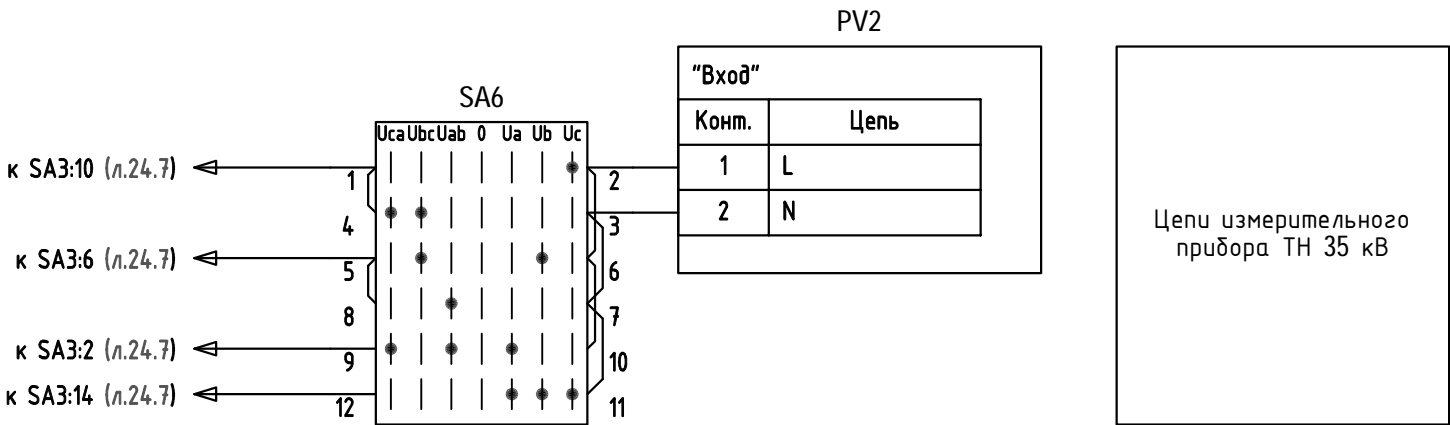 PV2
"Вход"
Конт. Цепь
1 L
2 N
SA6
Uca Ubc Uab 0 Ua Ub Uc
к SA3:10 (л.24.7)
1 2
4 3
к SA3:6 (л.24.7)
5 6
8 7
к SA3:2 (л.24.7)
9 10
к SA3:14 (л.24.7)
12 11
Цепи измерительного
прибора ТН 35 кВ